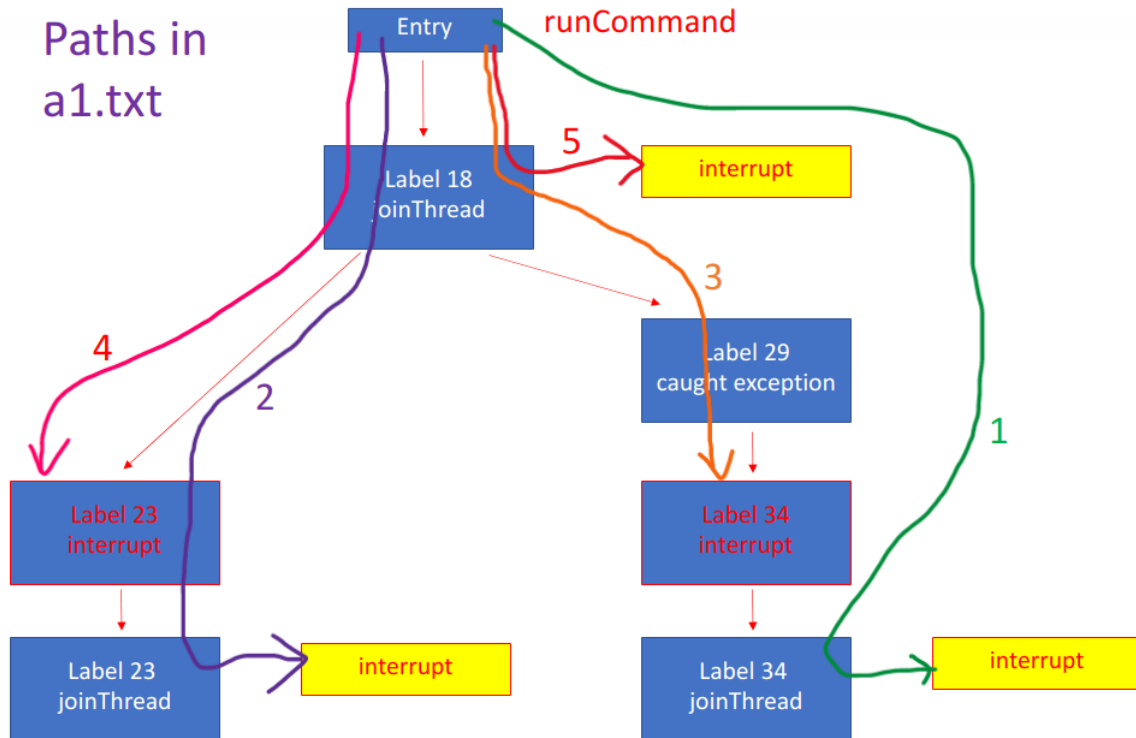 Paths in
a1.txt
Entry
runCommand
Label 18
joinThread
5
interrupt
3
4
2
Label 29
caught exception
1
Label 23
interrupt
Label 34
interrupt
Label 23
joinThread
interrupt
Label 34
joinThread
interrupt